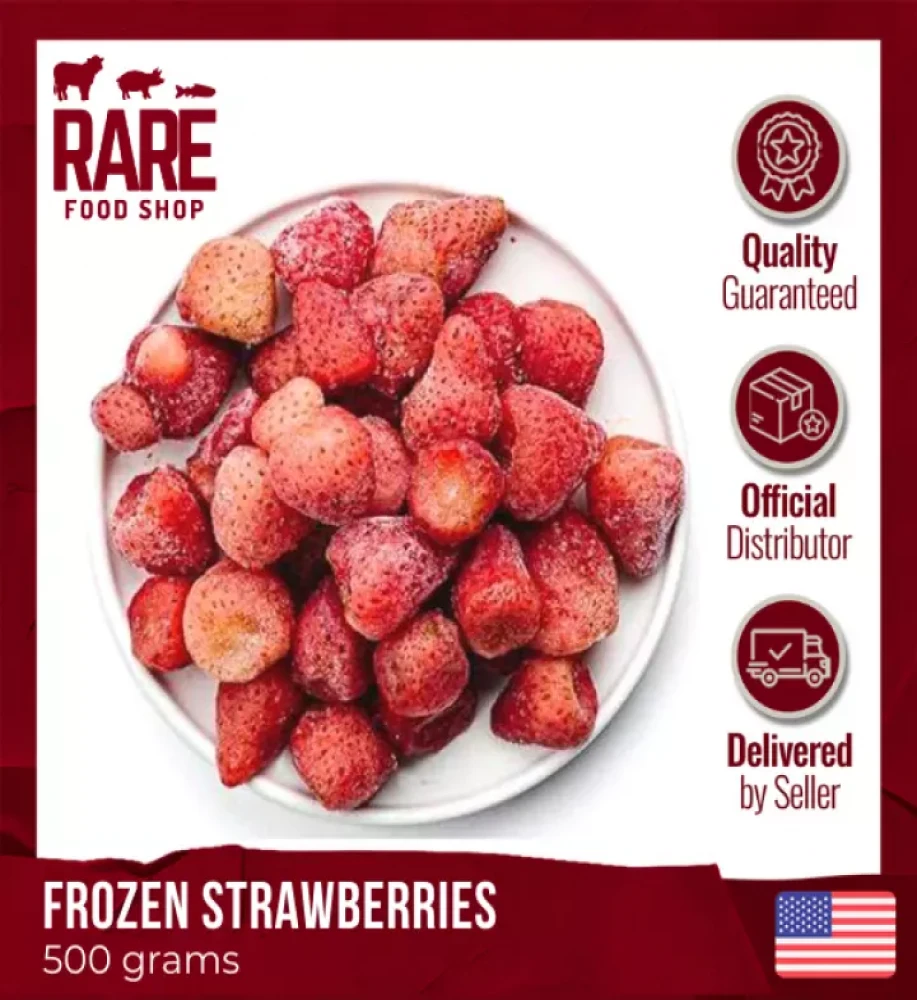 RARE
FOOD SHOP
Quality
Guaranteed
Official
Distributor
Delivered
by Seller
FROZEN STRAWBERRIES
500 grams